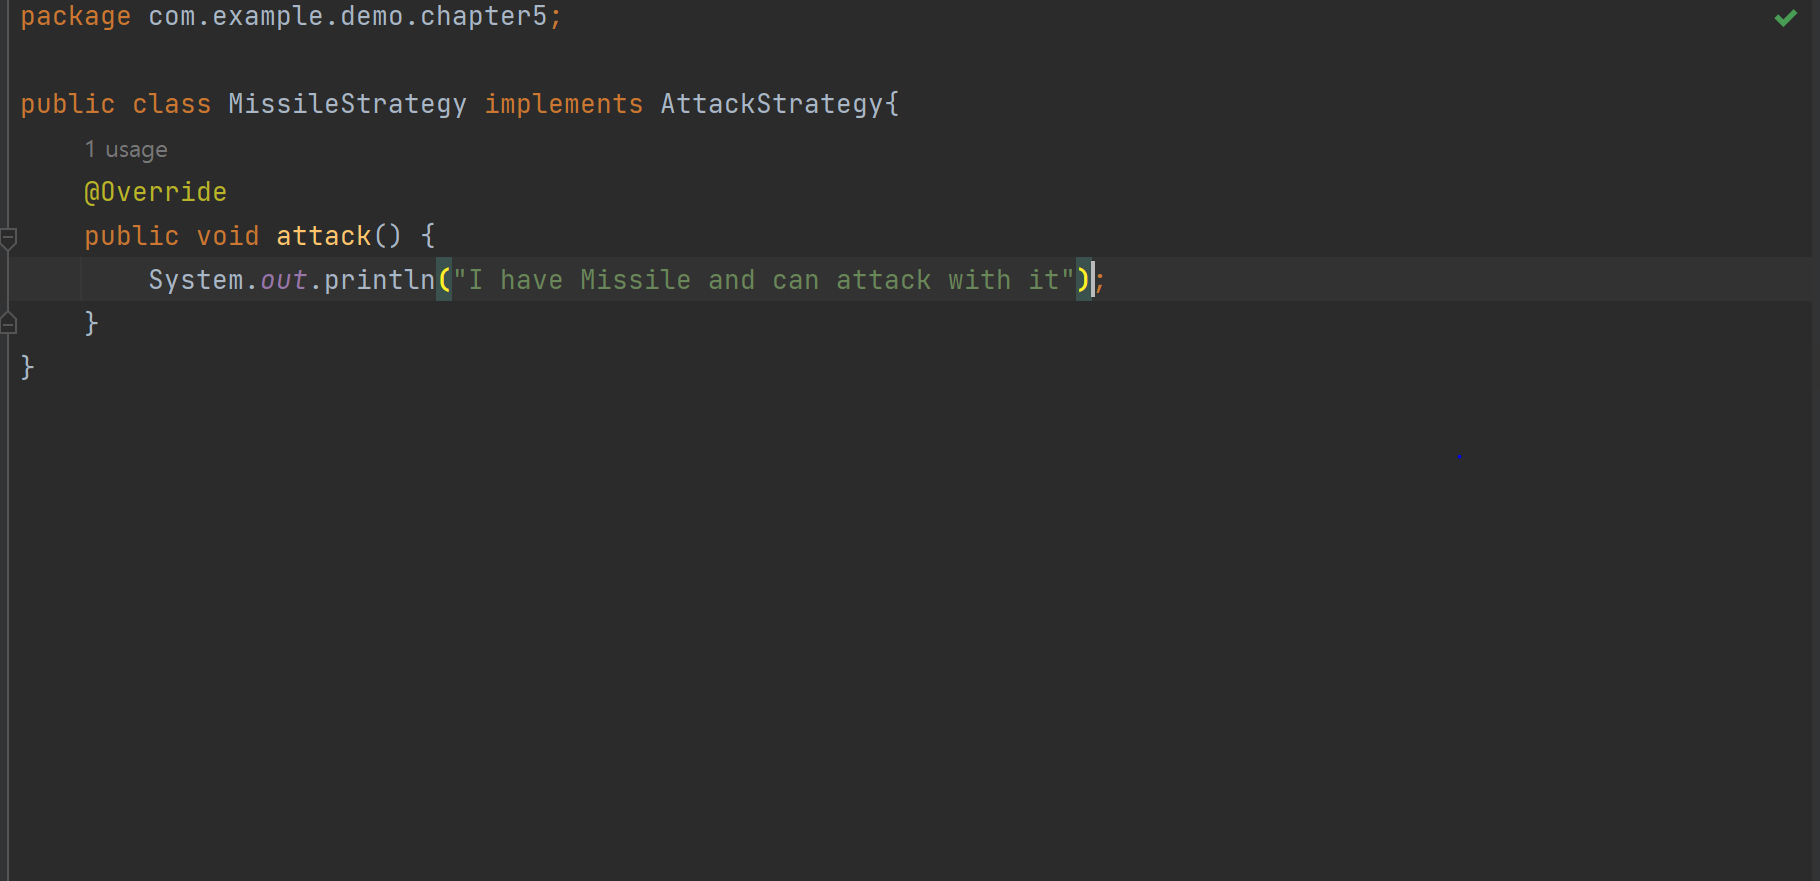 package com.example.demo.chapter5;
public class MissileStrategy implements AttackStrategy{
1 usage
@Override
public void attack() {
System.out.println("I have Missile and can attack with it");
}
}